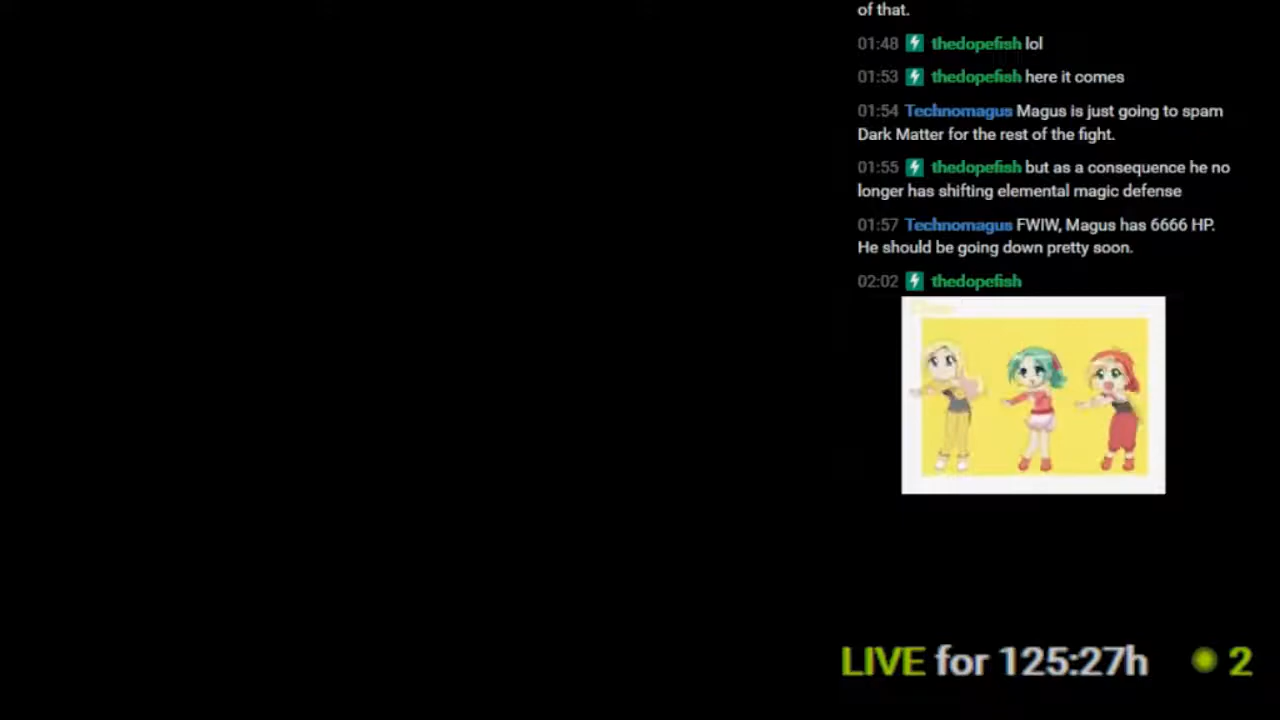 of that.
01:48 thedopefish lol
01:53 thedopefish here it comes
01:54 Technomagus Magus is just going to spam
Dark Matter for the rest of the fight.
01:55 thedopefish but as a consequence he no
longer has shifting elemental magic defense
01:57 Technomagus FWIW, Magus has 6666 HP.
He should be going down pretty soon.
02:02 thedopefish
LIVE for 125:27h 2